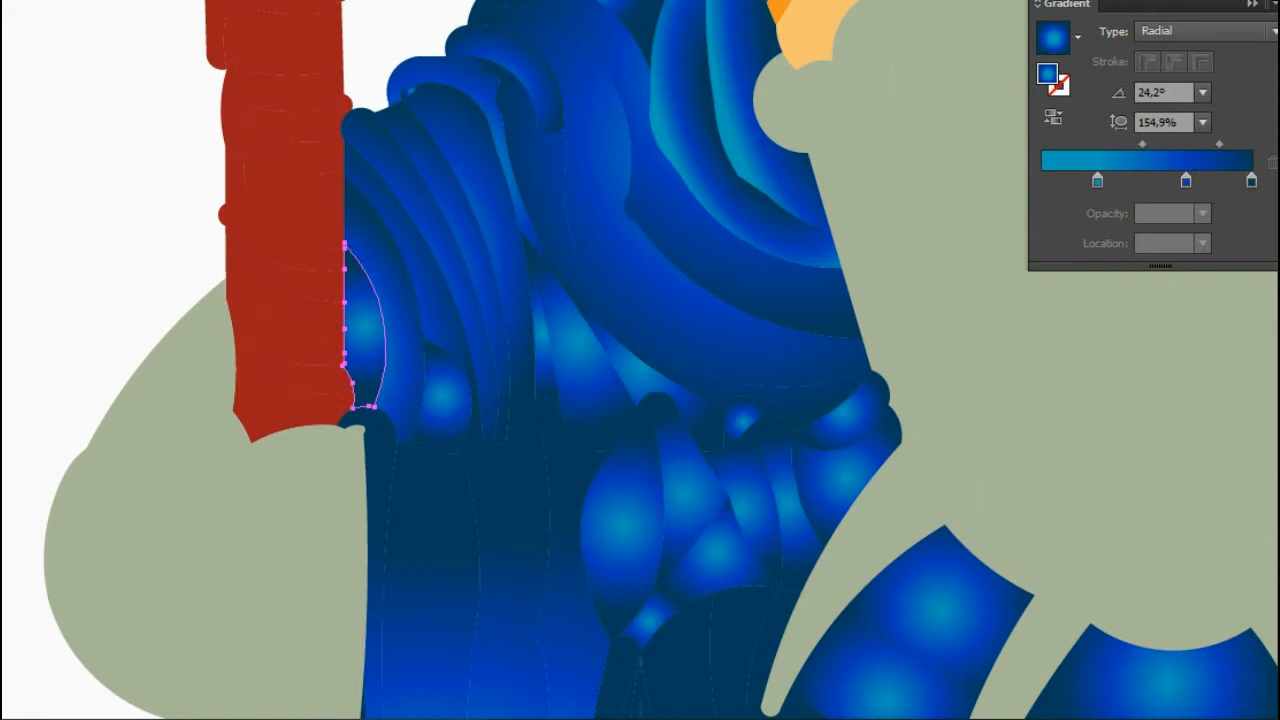 Gradient
Type: Radial
Stroke:
24,2°
154,9%
Opacity:
Location: